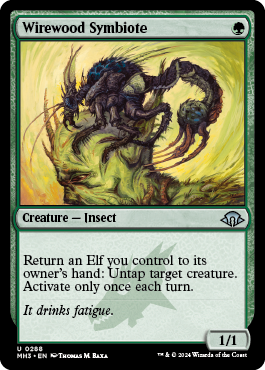 Wirewood Symbiote
Creature — Insect
Return an Elf you control to its
owner's hand: Untap target creature.
Activate only once each turn.
It drinks fatigue.
1/1
U 0288
MH3 • EN Thomas M. Baxa
™ & © 2024 Wizards of the Coast